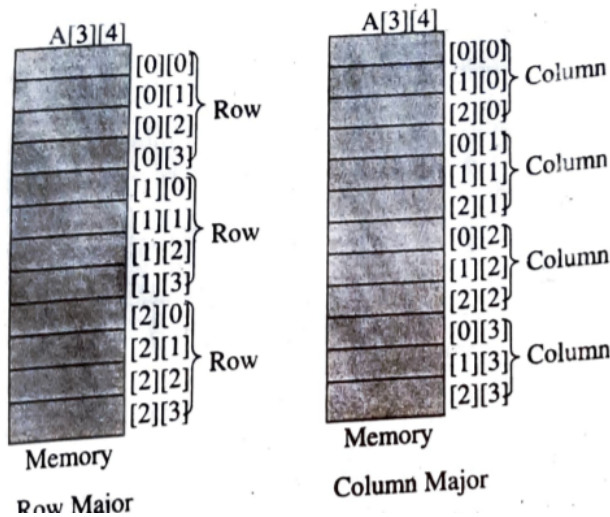 A[3][4]
[0][0]
[0][1]
[0][2]
[0][3]
Row
[1][0]
[1][1]
[1][2]
[1][3]
Row
[2][0]
[2][1]
[2][2]
[2][3]
Row
Memory
Row Major
A[3][4]
[0][0]
[1][0]
[2][0]
Column
[0][1]
[1][1]
[2][1]
Column
[0][2]
[1][2]
[2][2]
Column
[0][3]
[1][3]
[2][3]
Column
Memory
Column Major